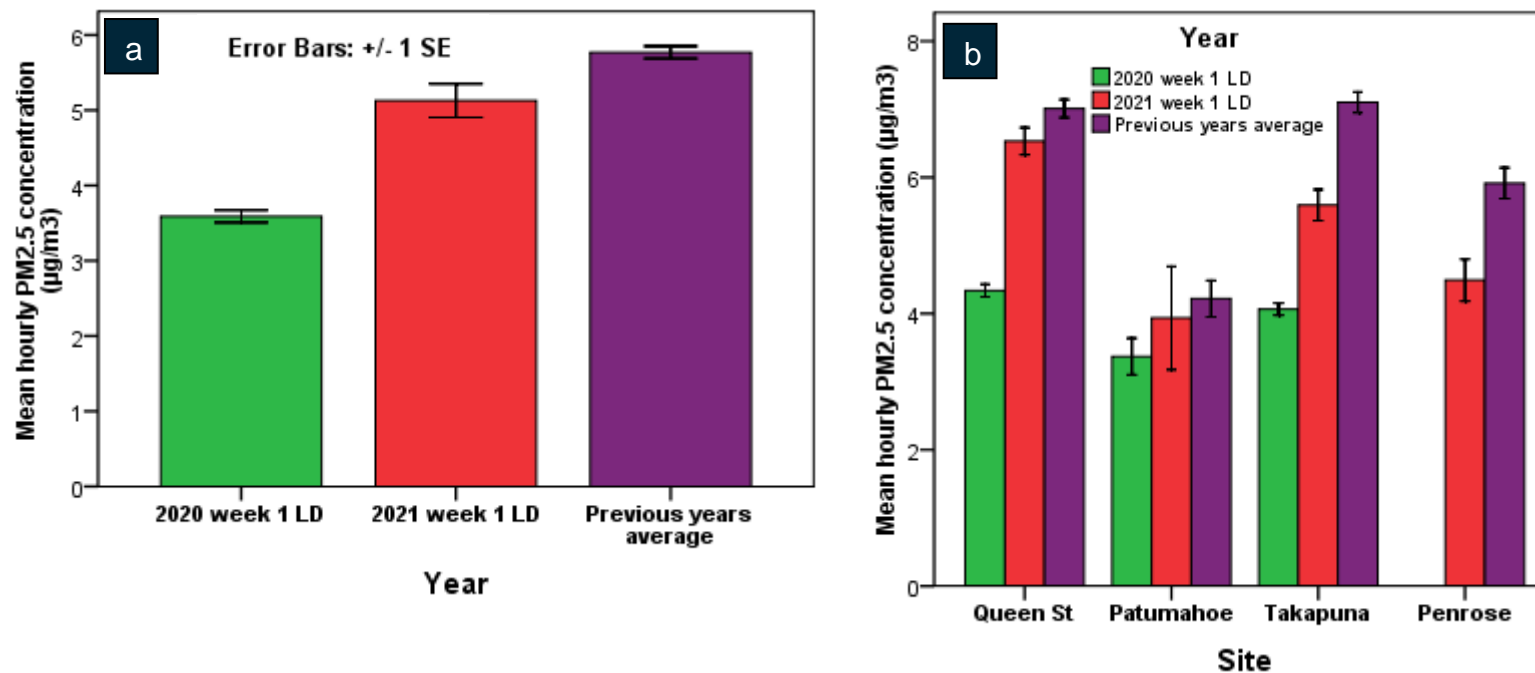 a
Error Bars: +/- 1 SE
Mean hourly PM2.5 concentration
(µg/m3)
6
5
4
3
2
1
0
2020 week 1 LD
2021 week 1 LD
Previous years
average
Year
b
Year
2020 week 1 LD
2021 week 1 LD
Previous years average
Mean hourly PM2.5 concentration (µg/m3)
8
6
4
2
0
Queen St
Patumahoe
Takapuna
Penrose
Site